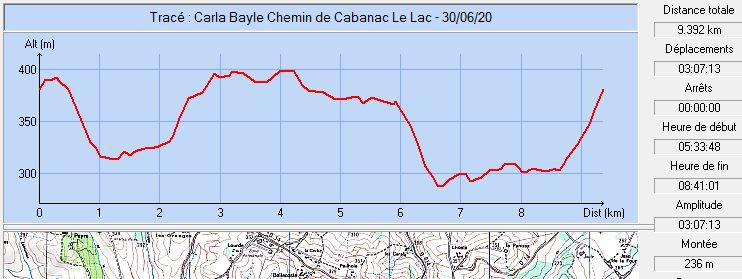 Tracé : Carla Bayle Chemin de Cabanac Le Lac - 30/06/20
Alt (m)
400
350
300
0 1 2 3 4 5 6 7 8 Dist (km)
Distance totale
9.392 km
Déplacements
03:07:13
Arrêts
00:00:00
Heure de début
05:33:48
Heure de fin
08:41:01
Amplitude
03:07:13
Montée
236 m